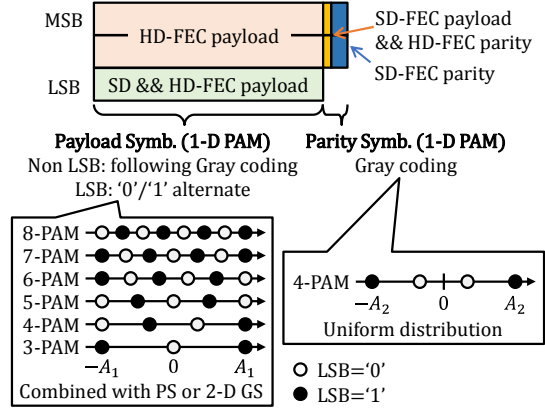 MSB
HD-FEC payload
SD-FEC payload
&& HD-FEC parity
SD-FEC parity
LSB
SD && HD-FEC payload
Payload Symb. (1-D PAM)
Non LSB: following Gray coding
LSB: ‘0’/‘1’ alternate
Parity Symb. (1-D PAM)
Gray coding
8-PAM
7-PAM
6-PAM
5-PAM
4-PAM
3-PAM
−A₁ 0 A₁
Combined with PS or 2-D GS
4-PAM
−A₂ 0 A₂
Uniform distribution
LSB=‘0’
LSB=‘1’